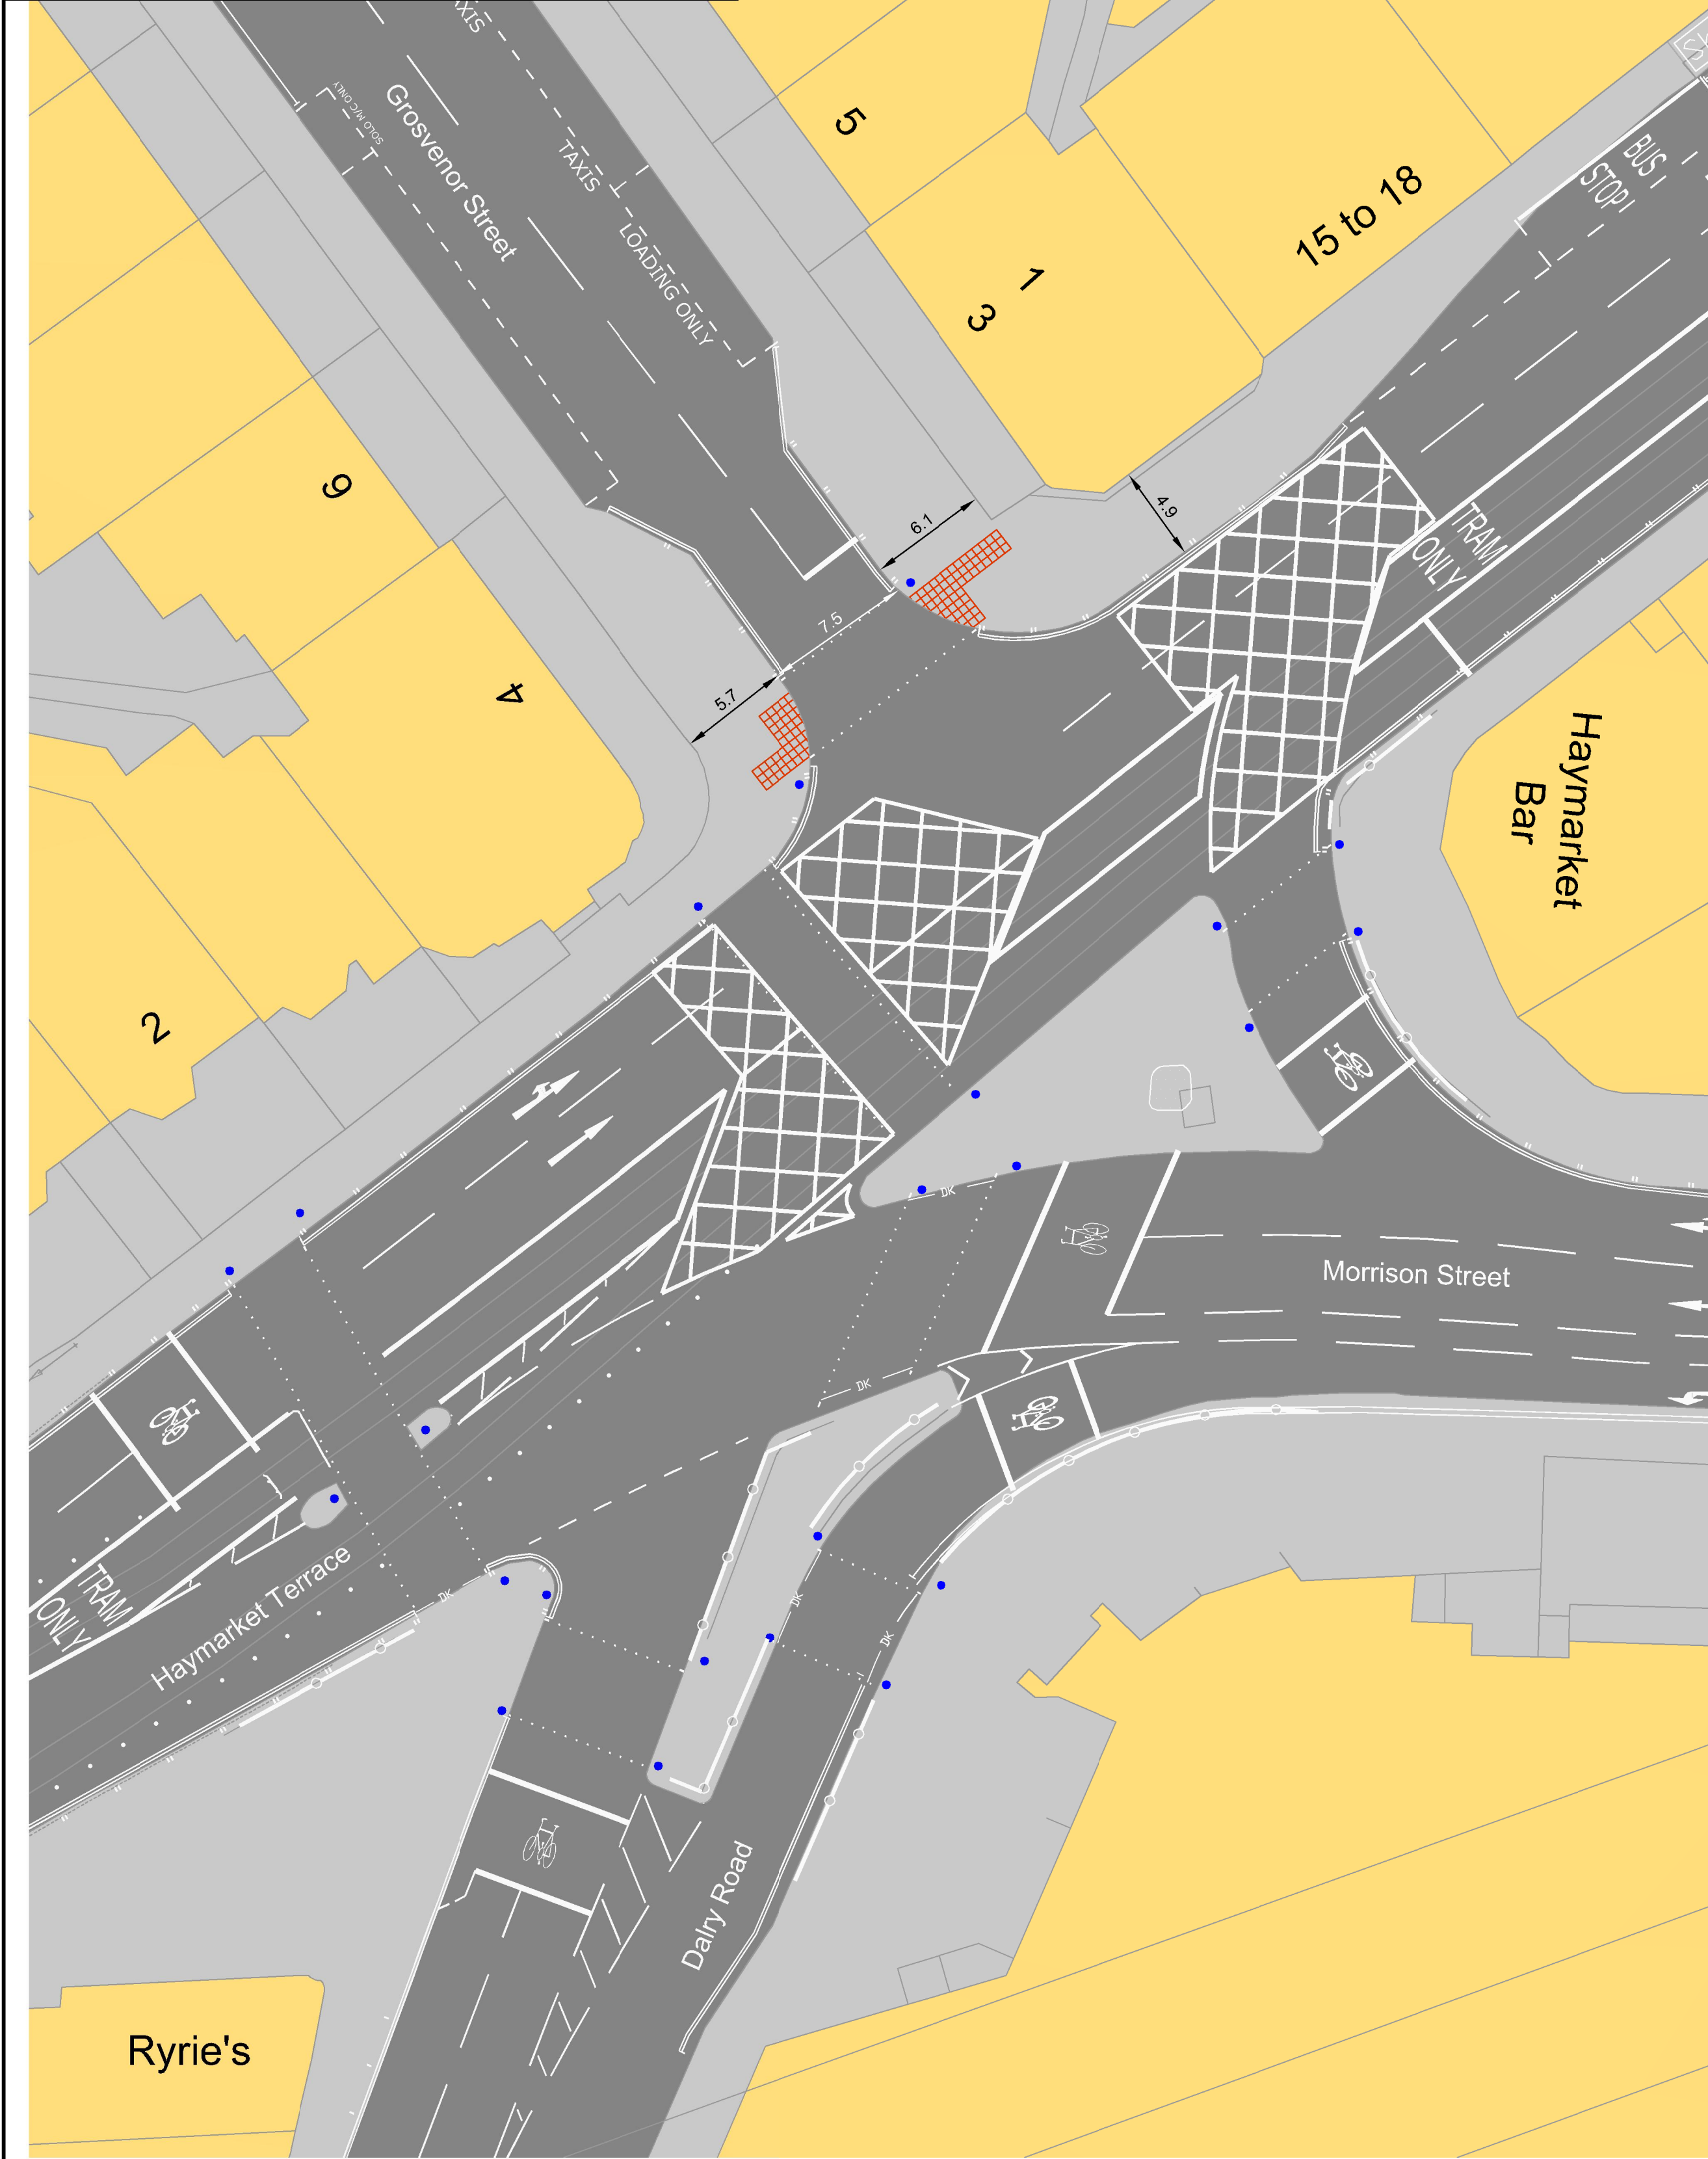 AXIS
TAXIS
LOADING ONLY
SOLO M/C ONLY
Grosvenor Street
5
1
3
15 to 18
BUS
STOP
9
4
2
6.1
4.9
7.5
5.7
TRAM
ONLY
Haymarket
Bar
DK
Morrison Street
DK
DK
DK
DK
TRAM
ONLY
Haymarket Terrace
Dalry Road
Ryrie's